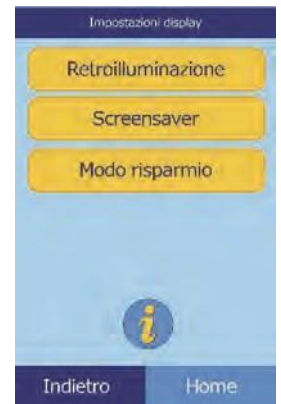 Impostazioni display
Retroilluminazione
Screensaver
Modo risparmio
i
Indietro Home